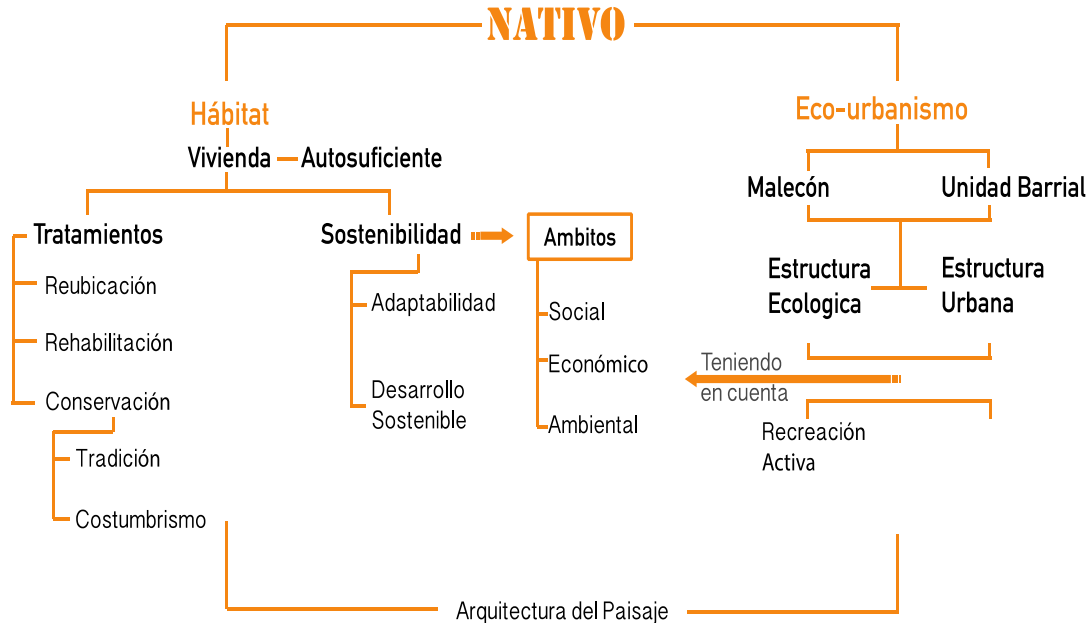 NATIVO
Hábitat
Vivienda
Autosuficiente
Tratamientos
Reubicación
Rehabilitación
Conservación
Tradición
Costumbrismo
Sostenibilidad
Adaptabilidad
Desarrollo
Sostenible
Ambitos
Social
Económico
Ambiental
Eco-urbanismo
Malecón
Unidad Barrial
Estructura
Ecologica
Estructura
Urbana
Teniendo
en cuenta
Recreación
Activa
Arquitectura del Paisaje